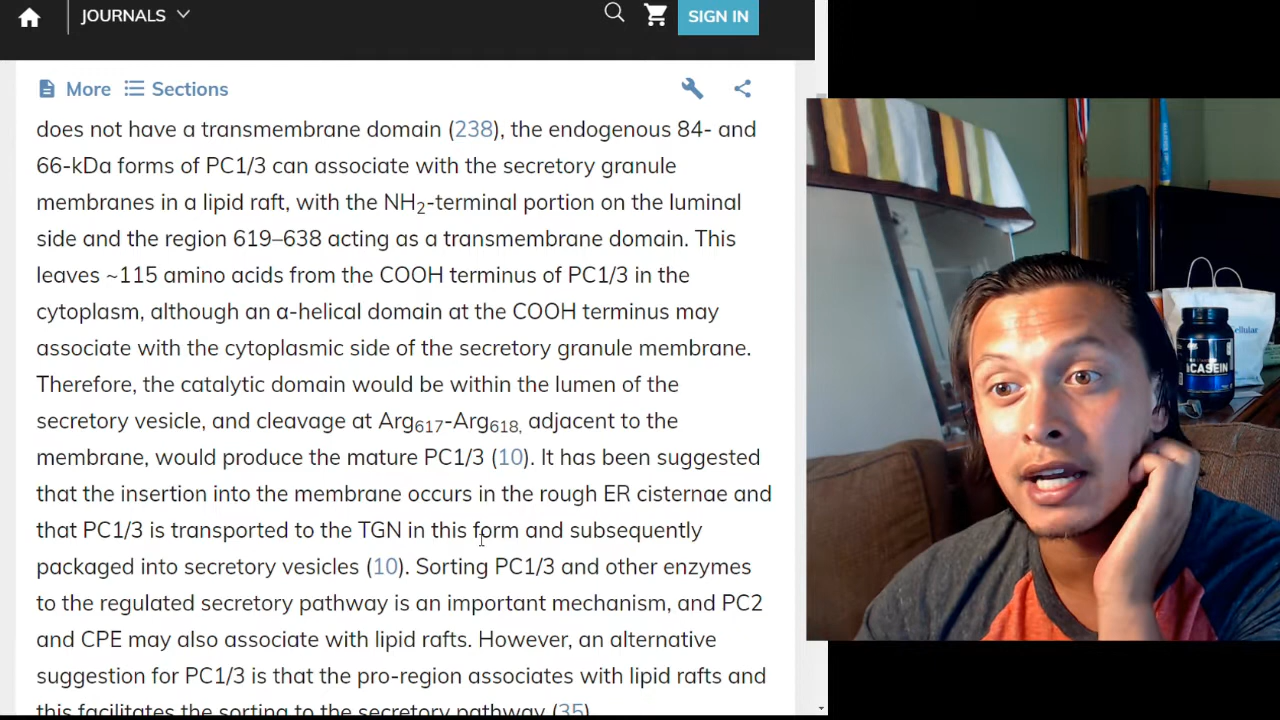 JOURNALS
SIGN IN
More
Sections
does not have a transmembrane domain (238), the endogenous 84- and
66-kDa forms of PC1/3 can associate with the secretory granule
membranes in a lipid raft, with the NH2-terminal portion on the luminal
side and the region 619–638 acting as a transmembrane domain. This
leaves ~115 amino acids from the COOH terminus of PC1/3 in the
cytoplasm, although an α-helical domain at the COOH terminus may
associate with the cytoplasmic side of the secretory granule membrane.
Therefore, the catalytic domain would be within the lumen of the
secretory vesicle, and cleavage at Arg617-Arg618, adjacent to the
membrane, would produce the mature PC1/3 (10). It has been suggested
that the insertion into the membrane occurs in the rough ER cisternae and
that PC1/3 is transported to the TGN in this form and subsequently
packaged into secretory vesicles (10). Sorting PC1/3 and other enzymes
to the regulated secretory pathway is an important mechanism, and PC2
and CPE may also associate with lipid rafts. However, an alternative
suggestion for PC1/3 is that the pro-region associates with lipid rafts and
this facilitates the sorting to the secretory pathway (35).
Cellular
CASEIN